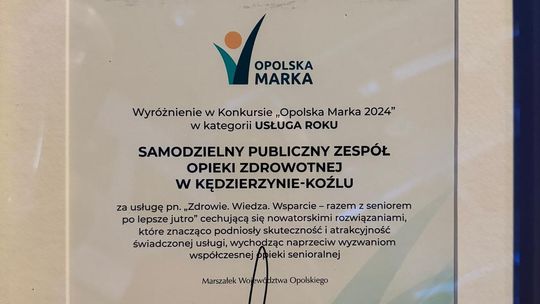 OPOLSKA
MARKA
Wyróżnienie w Konkursie „Opolska Marka 2024”
w kategorii USŁUGA ROKU
SAMODZIELNY PUBLICZNY ZESPÓŁ
OPIEKI ZDROWOTNEJ
W KĘDZIERZYNIE-KOŹLU
za usługę pn. „Zdrowie. Wiedza. Wsparcie – razem z seniorem
po lepsze jutro” cechującą się nowatorskimi rozwiązaniami,
które znacząco podniosły skuteczność i atrakcyjność
świadczonej usługi, wychodząc naprzeciw wyzwaniom
współczesnej opieki senioralnej
Marszałek Województwa Opolskiego